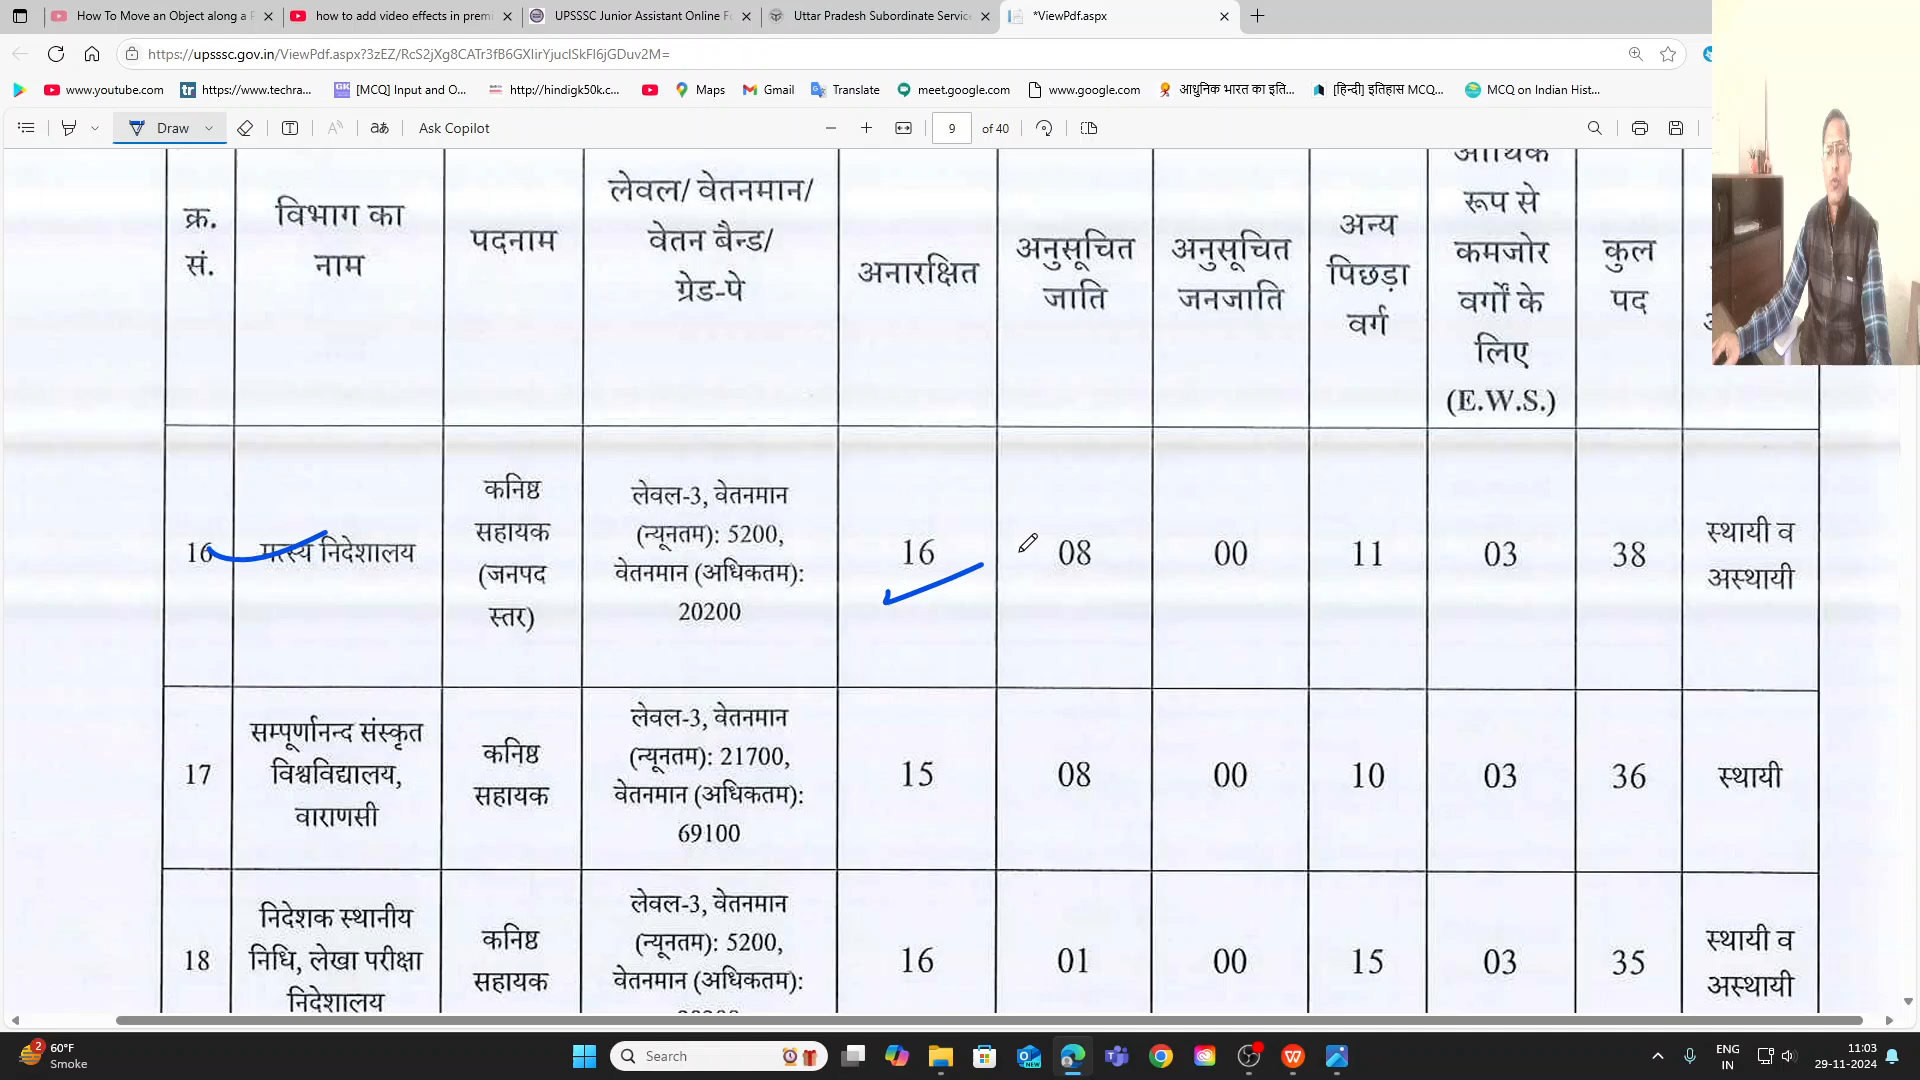 How To Move an Object along a P
how to add video effects in premi
UPSSSC Junior Assistant Online Fo
Uttar Pradesh Subordinate Service
*ViewPdf.aspx
https://upsssc.gov.in/ViewPdf.aspx?3zEZ/RcS2jXg8CATr3fB6GXlirYjuclSkFl6jGDuv2M=
www.youtube.com
https://www.techra...
[MCQ] Input and O...
http://hindigk50k.c...
Maps
Gmail
Translate
meet.google.com
www.google.com
आधुनिक भारत का इति...
[हिन्दी] इतिहास MCQ...
MCQ on Indian Hist...
Draw
Ask Copilot
9 of 40
क्र. सं.
विभाग का नाम
पदनाम
लेवल/ वेतनमान/
वेतन बैन्ड/
ग्रेड-पे
अनारक्षित
अनुसूचित
जाति
अनुसूचित
जनजाति
अन्य
पिछड़ा
वर्ग
आर्थिक
रूप से
कमजोर
वर्गों के
लिए
(E.W.S.)
कुल
पद
16
मत्स्य निदेशालय
कनिष्ठ
सहायक
(जनपद
स्तर)
लेवल-3, वेतनमान
(न्यूनतम): 5200,
वेतनमान (अधिकतम):
20200
16
08
00
11
03
38
स्थायी व
अस्थायी
17
सम्पूर्णानन्द संस्कृत
विश्वविद्यालय,
वाराणसी
कनिष्ठ
सहायक
लेवल-3, वेतनमान
(न्यूनतम): 21700,
वेतनमान (अधिकतम):
69100
15
08
00
10
03
36
स्थायी
18
निदेशक स्थानीय
निधि, लेखा परीक्षा
निदेशालय
कनिष्ठ
सहायक
लेवल-3, वेतनमान
(न्यूनतम): 5200,
वेतनमान (अधिकतम):
16
01
00
15
03
35
स्थायी व
अस्थायी
2
60°F
Smoke
Search
ENG
IN
11:03
29-11-2024